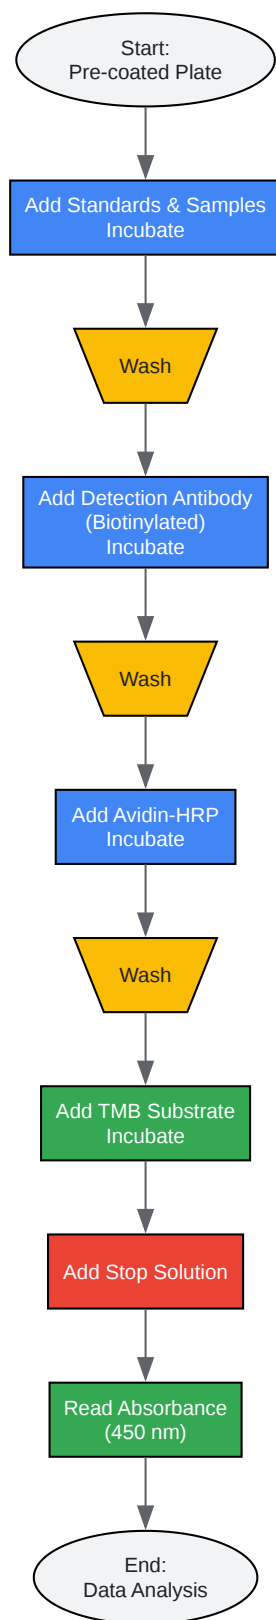 Start:
Pre-coated Plate
Add Standards & Samples
Incubate
Wash
Add Detection Antibody
(Biotinylated)
Incubate
Wash
Add Avidin-HRP
Incubate
Wash
Add TMB Substrate
Incubate
Add Stop Solution
Read Absorbance
(450 nm)
End:
Data Analysis